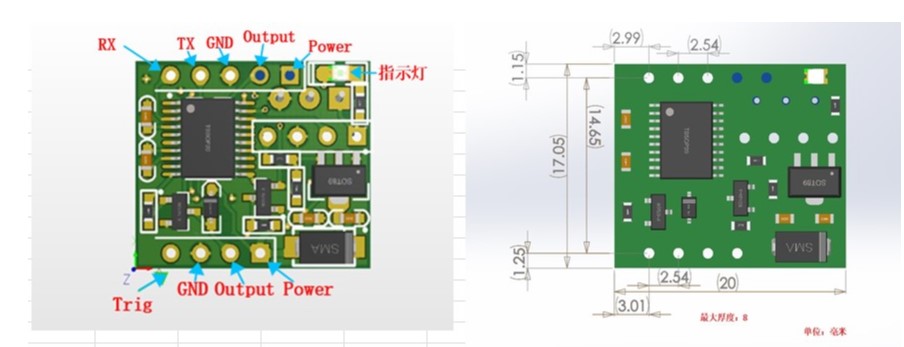 RX
TX
GND
Output
Power
指示灯
SOT89
SMA
Z
Trig
GND
Output
Power
(2.99)
(2.54)
(1.15)
(17.05)
(14.65)
SOT89
SMA
(1.25)
(2.54)
(20)
(3.01)
最大厚度：8
单位：毫米